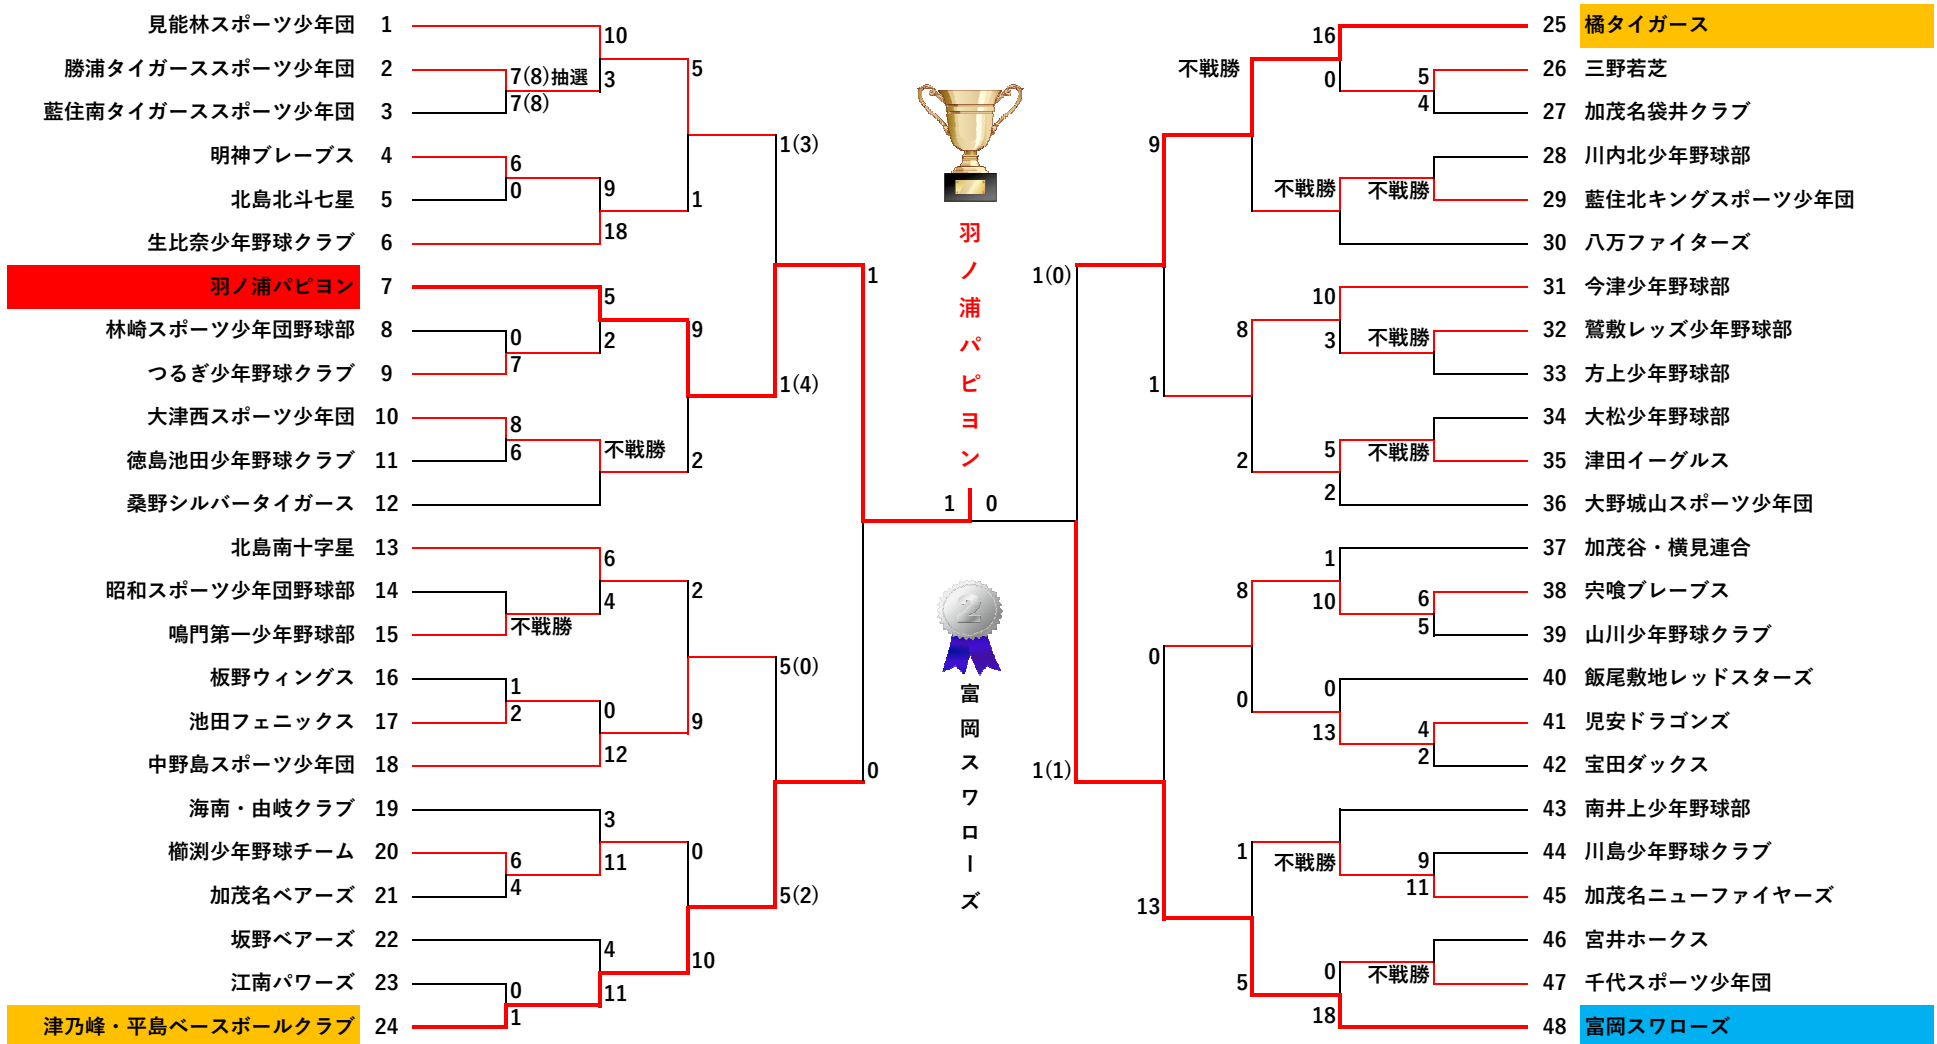 見能林スポーツ少年団 1
勝浦タイガーススポーツ少年団 2
藍住南タイガーススポーツ少年団 3
明神ブレーブス 4
北島北斗七星 5
生比奈少年野球クラブ 6
羽ノ浦パピヨン 7
林崎スポーツ少年団野球部 8
つるぎ少年野球クラブ 9
大津西スポーツ少年団 10
徳島池田少年野球クラブ 11
桑野シルバータイガース 12
北島南十字星 13
昭和スポーツ少年団野球部 14
鳴門第一少年野球部 15
板野ウィングス 16
池田フェニックス 17
中野島スポーツ少年団 18
海南・由岐クラブ 19
櫛渕少年野球チーム 20
加茂名ベアーズ 21
坂野ベアーズ 22
江南パワーズ 23
津乃峰・平島ベースボールクラブ 24
7(8)抽選
7(8)
6
0
0
7
8
6
不戦勝
1
2
6
4
0
1
10
3
9
18
5
2
不戦勝
6
4
0
12
3
11
4
11
5
1
9
2
2
9
0
10
1(3)
1(4)
5(0)
5(2)
1
0
羽ノ浦パピヨン
1 0
富岡スワローズ
2
1(0)
1(1)
9
1
0
13
不戦勝
8
2
8
0
1
5
16
0
不戦勝
10
3
5
2
1
10
0
13
不戦勝
0
18
5
4
不戦勝
不戦勝
不戦勝
6
5
4
2
9
11
不戦勝
25 橘タイガース
26 三野若芝
27 加茂名袋井クラブ
28 川内北少年野球部
29 藍住北キングスポーツ少年団
30 八万ファイターズ
31 今津少年野球部
32 鷲敷レッズ少年野球部
33 方上少年野球部
34 大松少年野球部
35 津田イーグルス
36 大野城山スポーツ少年団
37 加茂谷・横見連合
38 宍喰ブレーブス
39 山川少年野球クラブ
40 飯尾敷地レッドスターズ
41 児安ドラゴンズ
42 宝田ダックス
43 南井上少年野球部
44 川島少年野球クラブ
45 加茂名ニューファイヤーズ
46 宮井ホークス
47 千代スポーツ少年団
48 富岡スワローズ